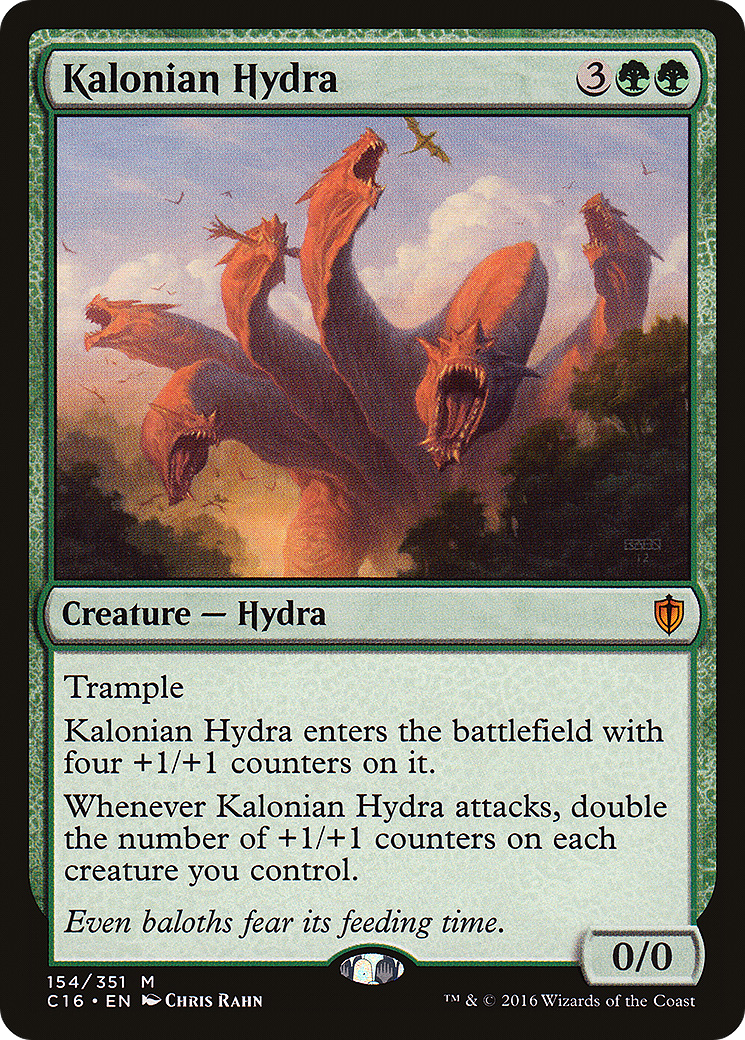 Kalonian Hydra 3
Creature — Hydra
Trample
Kalonian Hydra enters the battlefield with
four +1/+1 counters on it.
Whenever Kalonian Hydra attacks, double
the number of +1/+1 counters on each
creature you control.
Even baloths fear its feeding time.
0/0
154/351 M
C16 • EN Chris Rahn
™ & © 2016 Wizards of the Coast